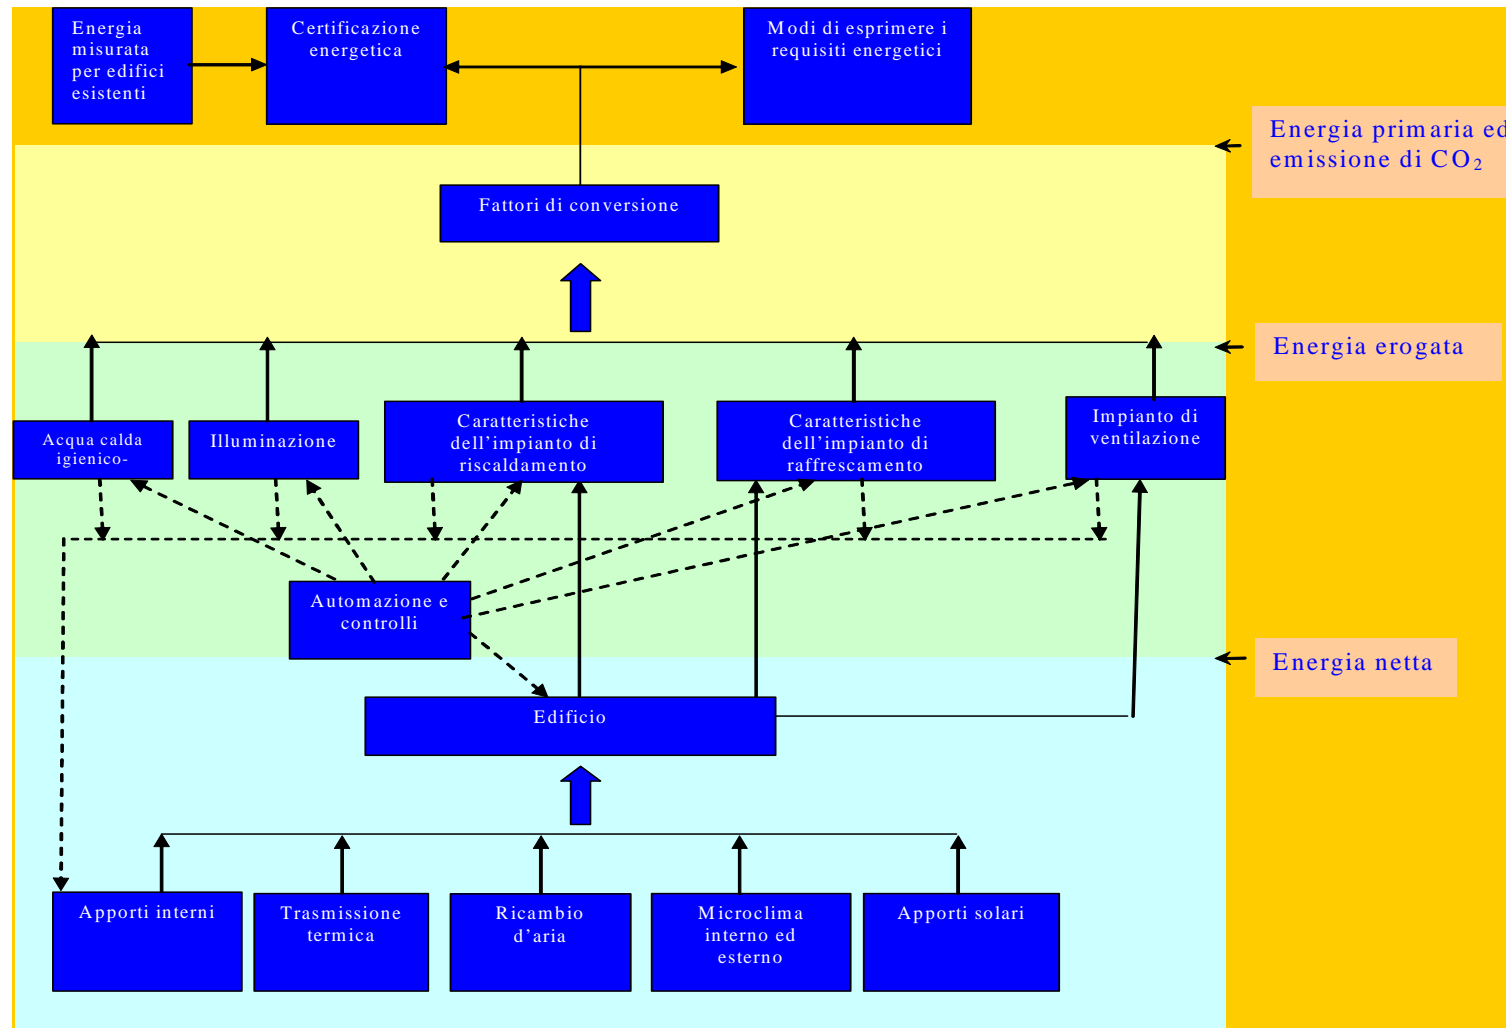 Energia
misurata
per edifici
esistenti
Certificazione
energetica
Modi di esprimere i
requisiti energetici
Energia primaria ed
emissione di CO₂
Fattori di conversione
Energia erogata
Acqua calda
igienico-
Illuminazione
Caratteristiche
dell’impianto di
riscaldamento
Caratteristiche
dell’impianto di
raffrescamento
Impianto di
ventilazione
Automazione e
controlli
Energia netta
Edificio
Apporti interni
Trasmissione
termica
Ricambio
d’aria
Microclima
interno ed
esterno
Apporti solari